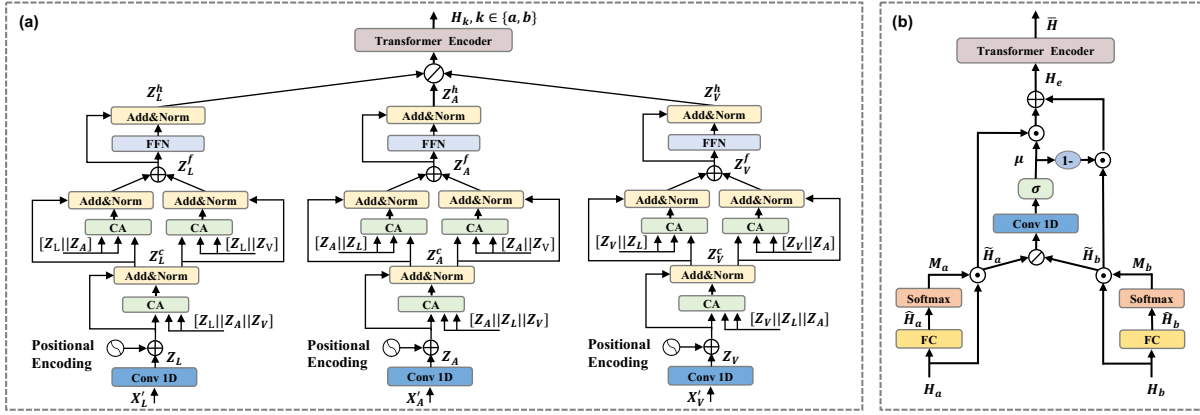 (a)
H_k, k ∈ {a, b}
Transformer Encoder
Z_L^h Z_A^h Z_V^h
Add&Norm Add&Norm Add&Norm
FFN FFN FFN
Z_L^f Z_A^f Z_V^f
Add&Norm Add&Norm Add&Norm Add&Norm Add&Norm Add&Norm
CA CA CA CA CA CA
[Z_L||Z_A] [Z_L||Z_V] [Z_A||Z_L] [Z_A||Z_V] [Z_V||Z_L] [Z_V||Z_A]
Z_L^c Z_A^c Z_V^c
Add&Norm Add&Norm Add&Norm
CA CA CA
[Z_L||Z_A||Z_V] [Z_A||Z_L||Z_V] [Z_V||Z_L||Z_A]
Positional Positional Positional
Encoding Encoding Encoding
Z_L Z_A Z_V
Conv 1D Conv 1D Conv 1D
X'_L X'_A X'_V
(b)
H̅
Transformer Encoder
H_e
μ
1-
σ
Conv 1D
M_a H̃_a H̃_b M_b
Softmax Softmax
Ĥ_a Ĥ_b
FC FC
H_a H_b